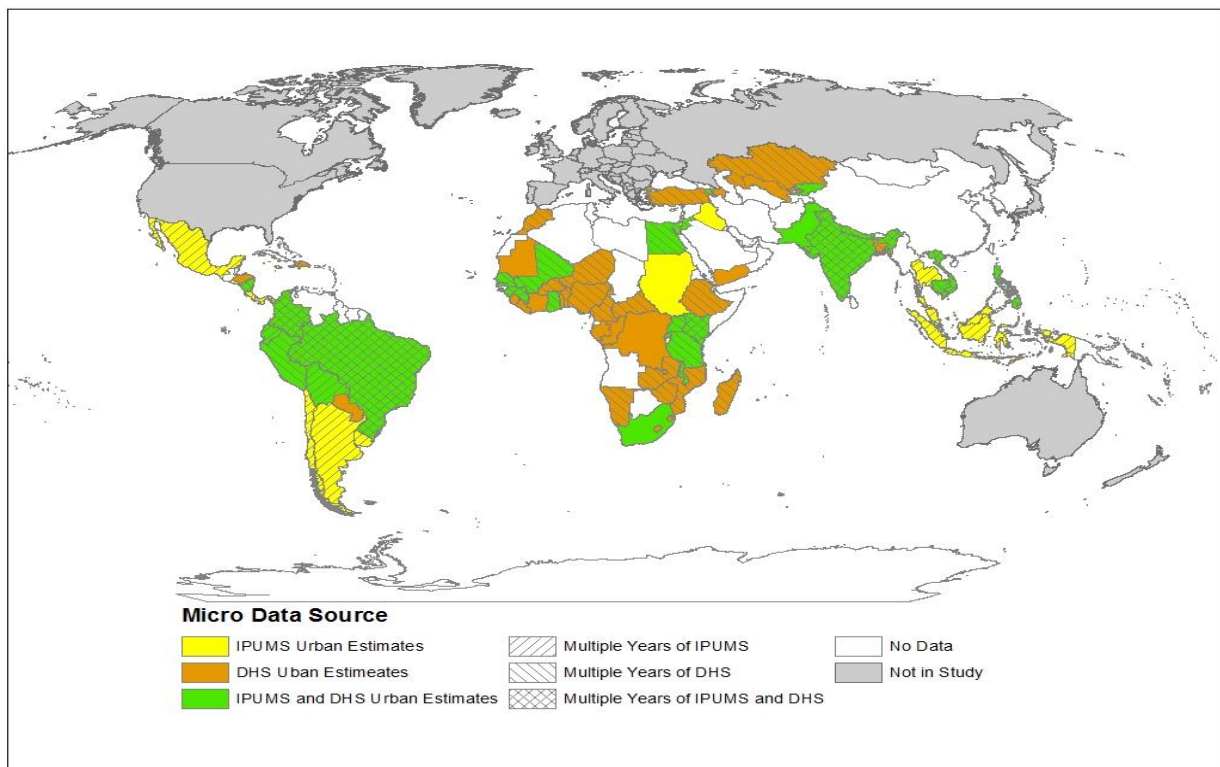 Micro Data Source
IPUMS Urban Estimates
DHS Uban Estimeates
IPUMS and DHS Urban Estimates
Multiple Years of IPUMS
Multiple Years of DHS
Multiple Years of IPUMS and DHS
No Data
Not in Study